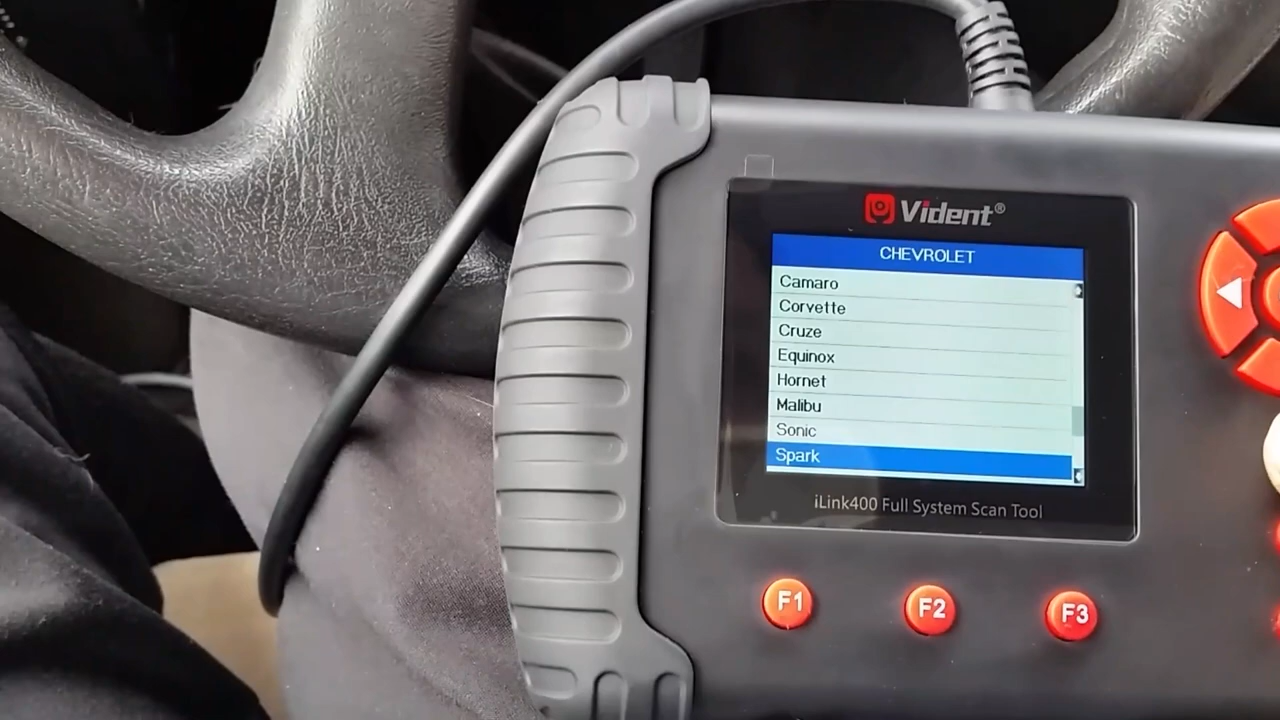 Vident®
CHEVROLET
Camaro
Corvette
Cruze
Equinox
Hornet
Malibu
Sonic
Spark
iLink400 Full System Scan Tool
F1 F2 F3